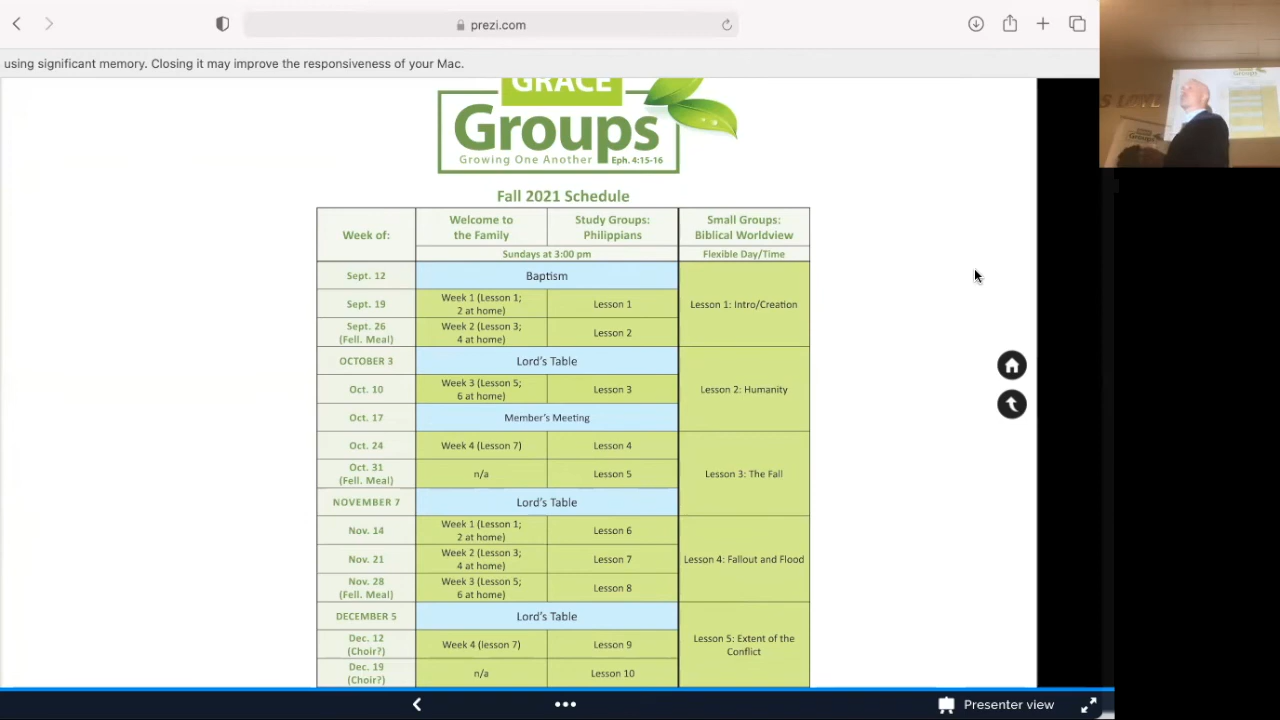 prezi.com
using significant memory. Closing it may improve the responsiveness of your Mac.
GRACE
Groups
Growing One Another Eph. 4:15-16
Fall 2021 Schedule
Week of:
Welcome to
the Family
Study Groups:
Philippians
Small Groups:
Biblical Worldview
Sundays at 3:00 pm
Flexible Day/Time
Sept. 12
Baptism
Sept. 19
Week 1 (Lesson 1;
2 at home)
Lesson 1
Lesson 1: Intro/Creation
Sept. 26
(Fell. Meal)
Week 2 (Lesson 3;
4 at home)
Lesson 2
OCTOBER 3
Lord's Table
Oct. 10
Week 3 (Lesson 5;
6 at home)
Lesson 3
Lesson 2: Humanity
Oct. 17
Member's Meeting
Oct. 24
Week 4 (Lesson 7)
Lesson 4
Oct. 31
(Fell. Meal)
n/a
Lesson 5
Lesson 3: The Fall
NOVEMBER 7
Lord's Table
Nov. 14
Week 1 (Lesson 1;
2 at home)
Lesson 6
Nov. 21
Week 2 (Lesson 3;
4 at home)
Lesson 7
Lesson 4: Fallout and Flood
Nov. 28
(Fell. Meal)
Week 3 (Lesson 5;
6 at home)
Lesson 8
DECEMBER 5
Lord's Table
Dec. 12
(Choir?)
Week 4 (lesson 7)
Lesson 9
Lesson 5: Extent of the
Conflict
Dec. 19
(Choir?)
n/a
Lesson 10
Presenter view
Groups